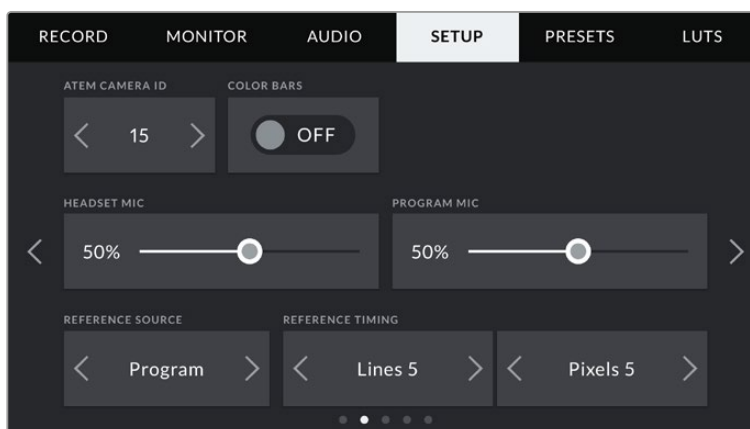 RECORD MONITOR AUDIO SETUP PRESETS LUTS
ATEM CAMERA ID COLOR BARS
15 OFF
HEADSET MIC PROGRAM MIC
50% 50%
REFERENCE SOURCE REFERENCE TIMING
Program Lines 5 Pixels 5